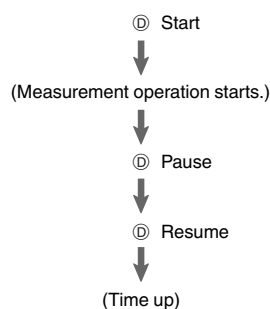 Ⓓ Start
(Measurement operation starts.)
Ⓓ Pause
Ⓓ Resume
(Time up)